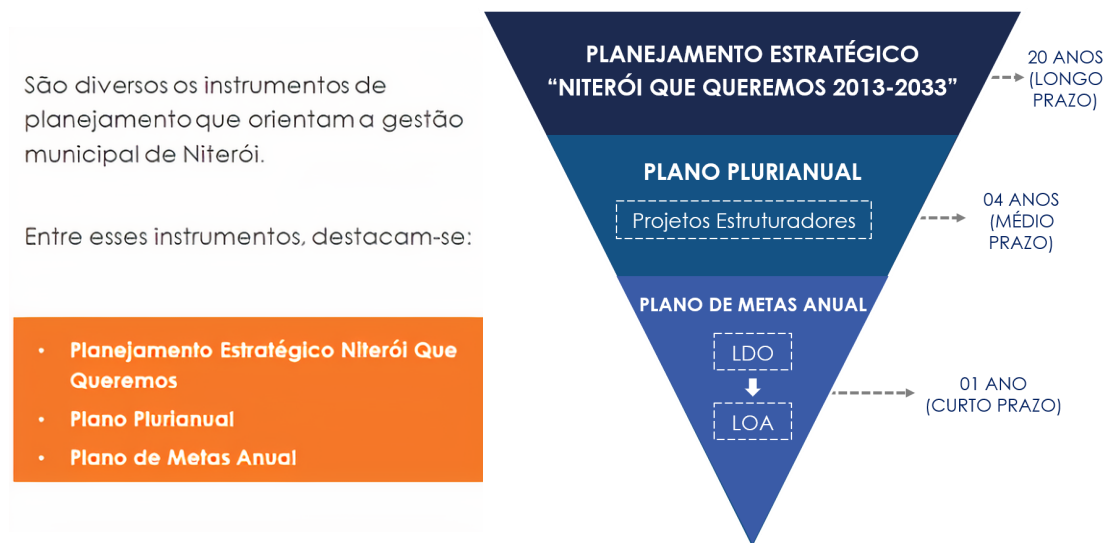 São diversos os instrumentos de
planejamento que orientam a gestão
municipal de Niterói.
Entre esses instrumentos, destacam-se:
• Planejamento Estratégico Niterói Que
Queremos
• Plano Plurianual
• Plano de Metas Anual
PLANEJAMENTO ESTRATÉGICO
“NITERÓI QUE QUEREMOS 2013-2033”
20 ANOS
(LONGO
PRAZO)
PLANO PLURIANUAL
Projetos Estruturadores
04 ANOS
(MÉDIO
PRAZO)
PLANO DE METAS ANUAL
LDO
LOA
01 ANO
(CURTO PRAZO)